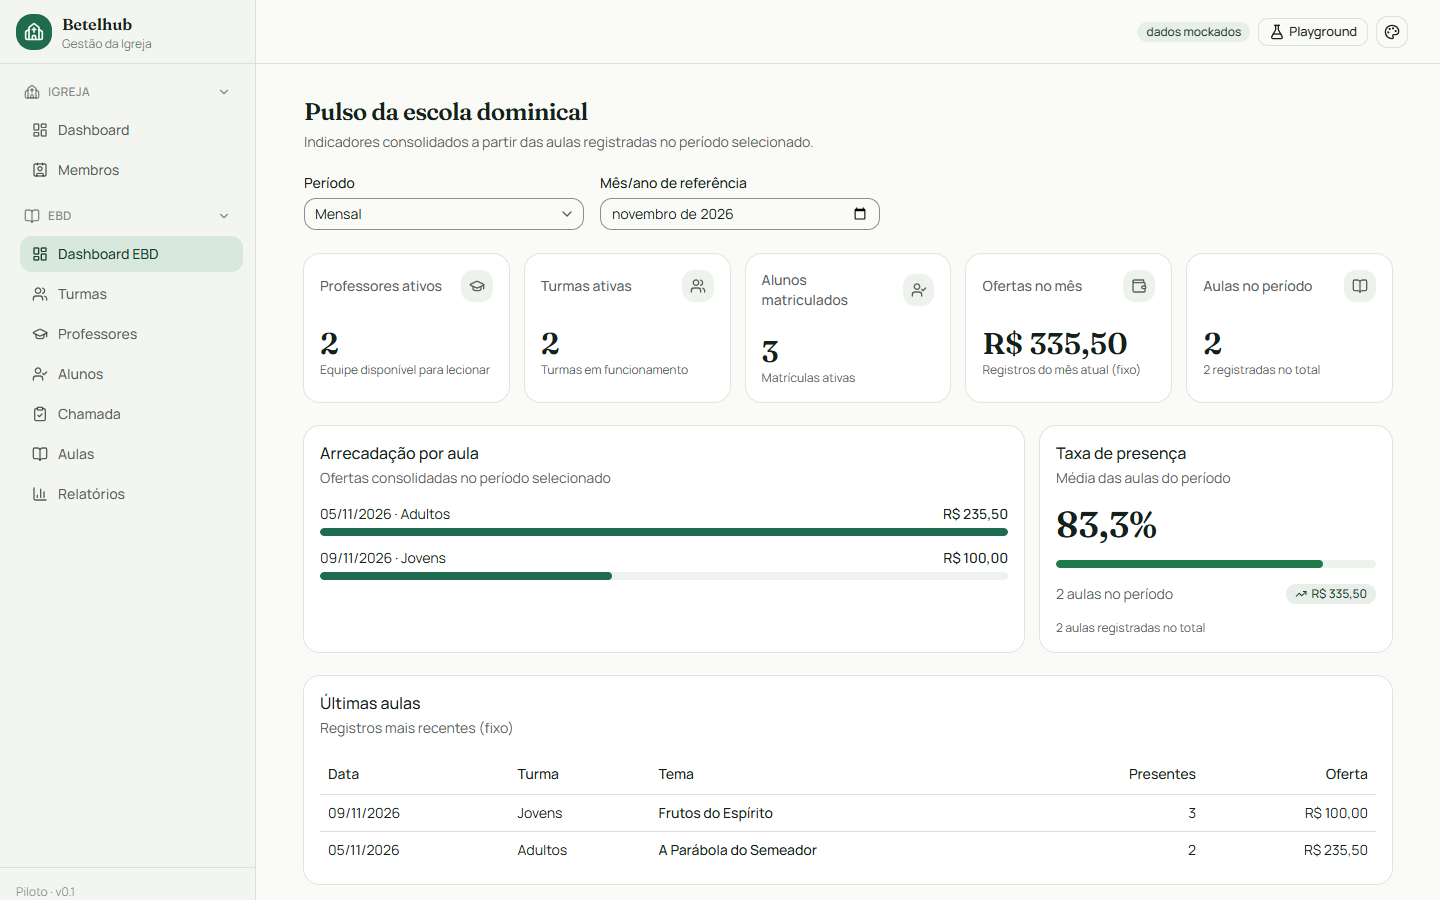 Betelhub
Gestão da Igreja
dados mockados
Playground
IGREJA
Dashboard
Membros
EBD
Dashboard EBD
Turmas
Professores
Alunos
Chamada
Aulas
Relatórios
Piloto · v0.1
Pulso da escola dominical
Indicadores consolidados a partir das aulas registradas no período selecionado.
Período
Mensal
Mês/ano de referência
novembro de 2026
Professores ativos
2
Equipe disponível para lecionar
Turmas ativas
2
Turmas em funcionamento
Alunos
matriculados
3
Matrículas ativas
Ofertas no mês
R$ 335,50
Registros do mês atual (fixo)
Aulas no período
2
2 registradas no total
Arrecadação por aula
Ofertas consolidadas no período selecionado
05/11/2026 · Adultos R$ 235,50
09/11/2026 · Jovens R$ 100,00
Taxa de presença
Média das aulas do período
83,3%
2 aulas no período R$ 335,50
2 aulas registradas no total
Últimas aulas
Registros mais recentes (fixo)
Data Turma Tema Presentes Oferta
09/11/2026 Jovens Frutos do Espírito 3 R$ 100,00
05/11/2026 Adultos A Parábola do Semeador 2 R$ 235,50